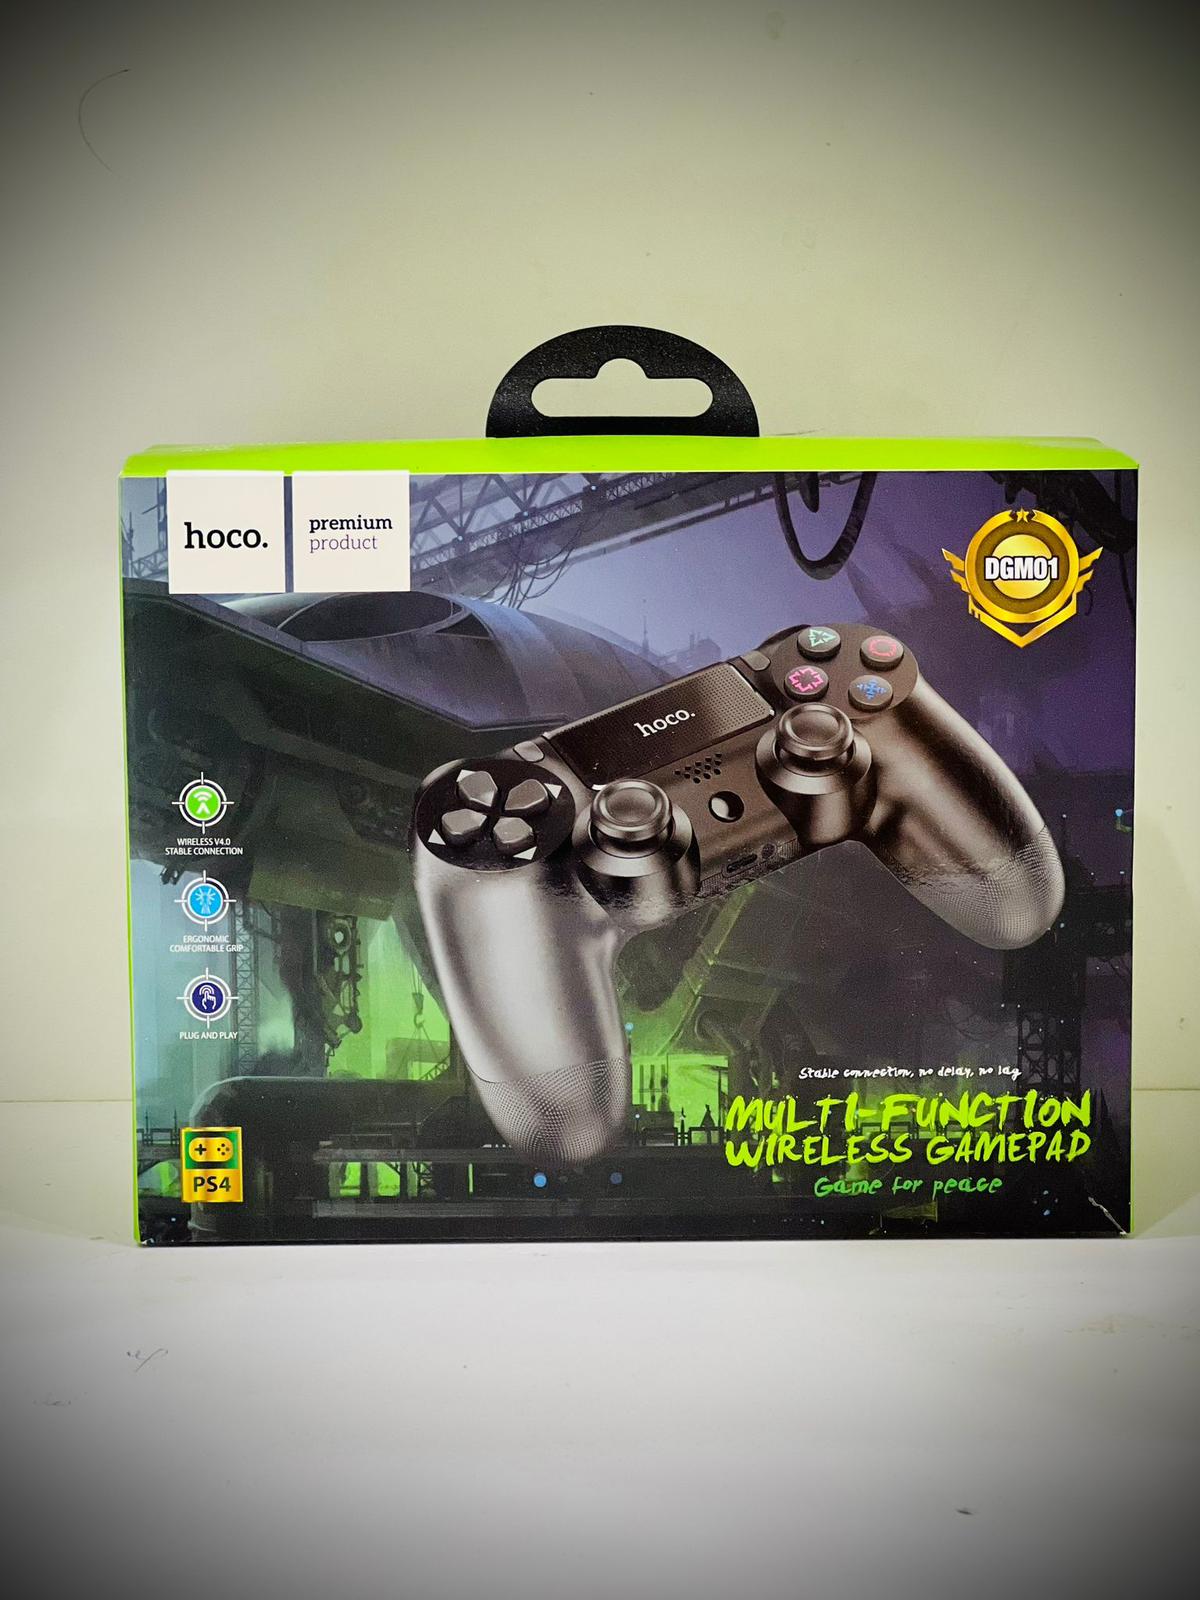 hoco.
premium
product
DGM01
hoco.
WIRELESS V4.0
STABLE CONNECTION
ERGONOMIC
COMFORTABLE GRIP
PLUG AND PLAY
Stable connection, no delay, no lag
MULTI-FUNCTION
WIRELESS GAMEPAD
Game for peace
PS4